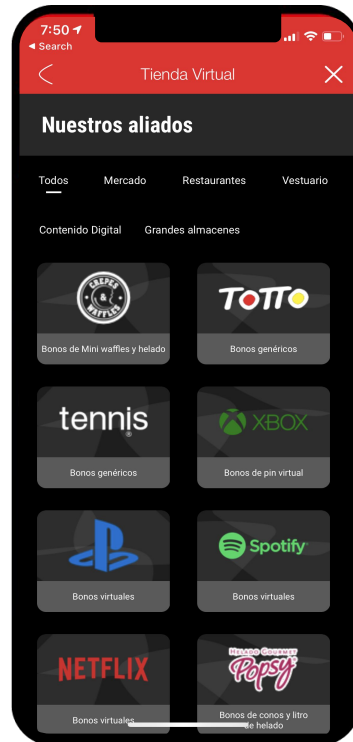 7:50
Search
Tienda Virtual
Nuestros aliados
Todos Mercado Restaurantes Vestuario
Contenido Digital Grandes almacenes
CREPES & WAFFLES
Bonos de Mini waffles y helado
TOTTO
Bonos genéricos
tennis
Bonos genéricos
XBOX
Bonos de pin virtual
Bonos virtuales
Spotify
Bonos virtuales
NETFLIX
Bonos virtuales
HELADO GOURMET
Popsy
Bonos de conos y litro
de helado